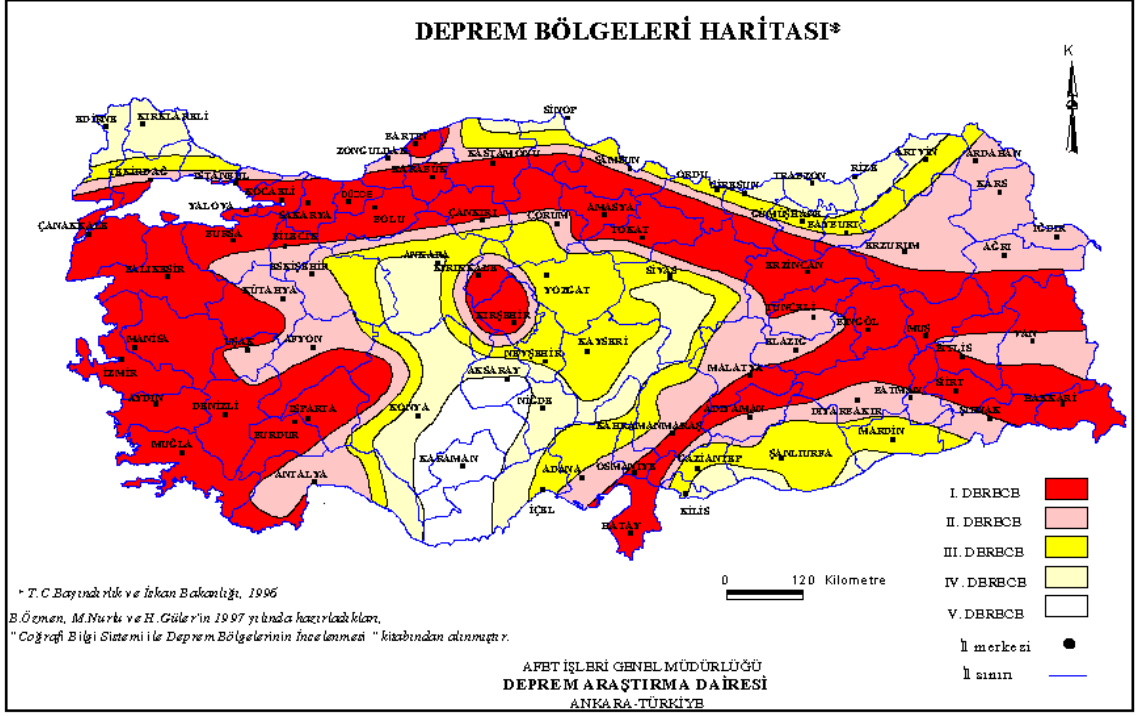 DEPREM BÖLGELERİ HARİTASI*
K
SİNOP
EDİRNE
KIRKLARELİ
BARTIN
ZONGULDAK
KASTAMONU
ARTVİN
ARDAHAN
TEKİRDAĞ
İSTANBUL
KARABÜK
SAMSUN
ORDU
GİRESUN
TRABZON
RİZE
KARS
KOCAELİ
YALOVA
SAKARYA
DÜZCE
BOLU
ÇANKIRI
ÇORUM
AMASYA
TOKAT
GÜMÜŞHANE
BAYBURT
ERZURUM
IĞDIR
AĞRI
ÇANAKKALE
BURSA
BİLECİK
BALIKESİR
ESKİŞEHİR
KÜTAHYA
ANKARA
KIRIKKALE
YOZGAT
SİVAS
ERZİNCAN
TUNCELİ
BİNGÖL
MUŞ
VAN
BİTLİS
KIRŞEHİR
MANİSA
UŞAK
AFYON
NEVŞEHİR
KAYSERİ
ELAZIĞ
MALATYA
İZMİR
AKSARAY
NİĞDE
AYDIN
DENİZLİ
ISPARTA
KONYA
BURDUR
KAHRAMANMARAŞ
ADIYAMAN
DİYARBAKIR
BATMAN
SİİRT
ŞIRNAK
HAKKARİ
MARDİN
MUĞLA
ANTALYA
KARAMAN
ADANA
OSMANİYE
GAZİANTEP
ŞANLIURFA
İÇEL
KİLİS
HATAY
I. DERECE
II. DERECE
III. DERECE
IV. DERECE
V. DERECE
İl merkezi
İl sınırı
0 120 Kilometre
* T.C.Bayındırlık ve İskan Bakanlığı, 1996
B.Özmen, M.Nurlu ve H.Güler'in 1997 yılında hazırladıkları,
"Coğrafi Bilgi Sistemi ile Deprem Bölgelerinin İncelenmesi " kitabından alınmıştır.
AFET İŞLERİ GENEL MÜDÜRLÜĞÜ
DEPREM ARAŞTIRMA DAİRESİ
ANKARA-TÜRKİYE